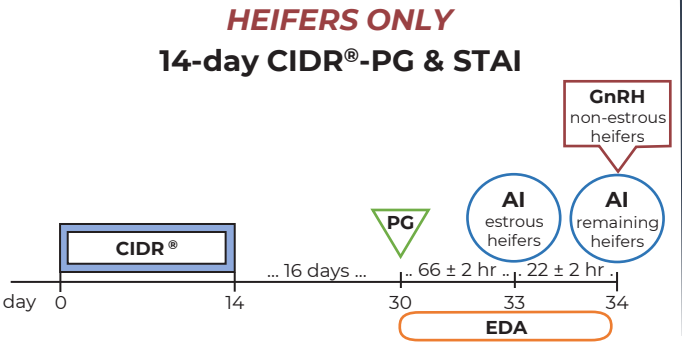 HEIFERS ONLY
14-day CIDR®-PG & STAI
GnRH
non-estrous
heifers
AI
estrous
heifers
AI
remaining
heifers
PG
CIDR ®
... 16 days ...
.. 66 ± 2 hr ..
. 22 ± 2 hr .
day 0 14 30 33 34
EDA